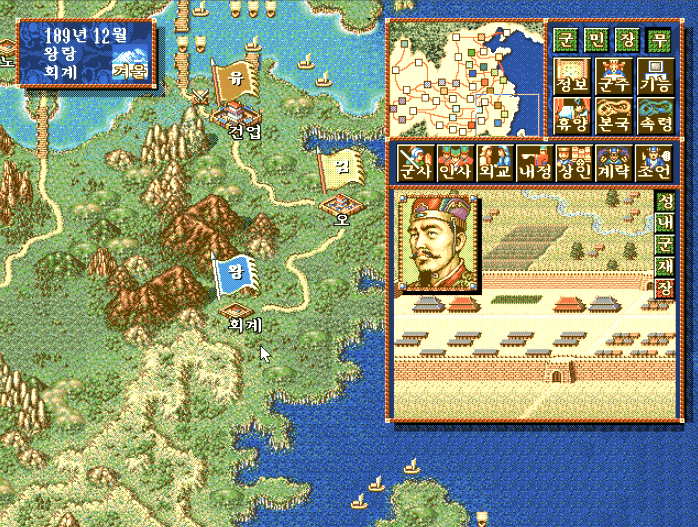 189년 12월
왕랑
회계
겨울
노
유
건업
엄
오
왕
회계
군 민 장 무
정보 군주 기능
휴양 본국 속령
군사 인사 외교 내정 상인 계략 조언
성
내
군
재
장